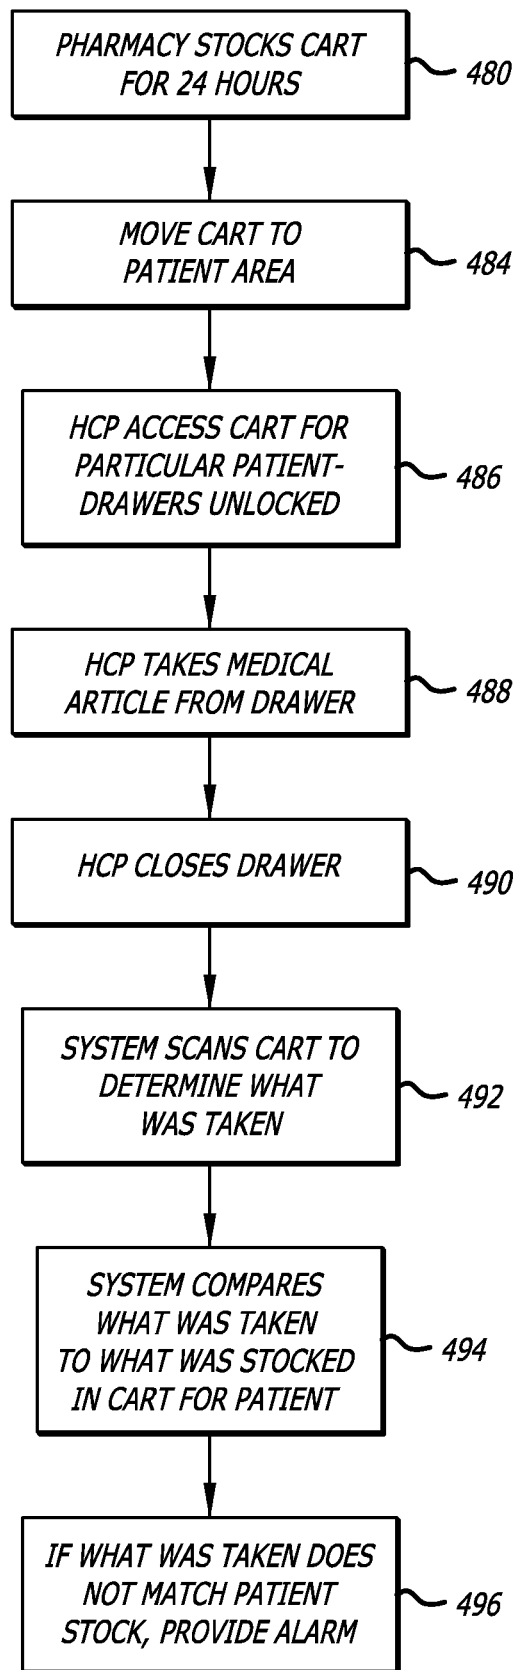 PHARMACY STOCKS CART
FOR 24 HOURS
480
MOVE CART TO
PATIENT AREA
484
HCP ACCESS CART FOR
PARTICULAR PATIENT-
DRAWERS UNLOCKED
486
HCP TAKES MEDICAL
ARTICLE FROM DRAWER
488
HCP CLOSES DRAWER
490
SYSTEM SCANS CART TO
DETERMINE WHAT
WAS TAKEN
492
SYSTEM COMPARES
WHAT WAS TAKEN
TO WHAT WAS STOCKED
IN CART FOR PATIENT
494
IF WHAT WAS TAKEN DOES
NOT MATCH PATIENT
STOCK, PROVIDE ALARM
496